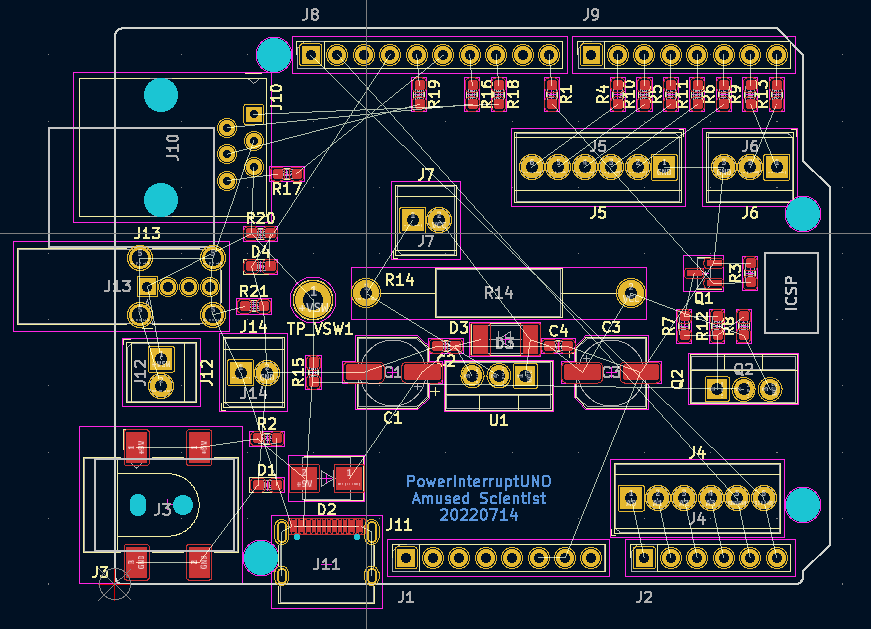 J8
J9
J10
J10
R19
R16
R18
R1
R4
R10
R5
R11
R6
R9
R13
R17
J5
J6
J5
J6
J7
J7
R20
J13
J13
D4
R21
R14
R14
TP_VSW1
Q1
R3
ICSP
J14
J14
D3
D3
C4
C3
C3
R7
R12
R8
J12
J12
R15
C1
C1
U1
Q2
Q2
R2
D1
D2
PowerInterruptUNO
Amused Scientist
20220714
J4
J4
J3
J3
J11
J11
J1
J2